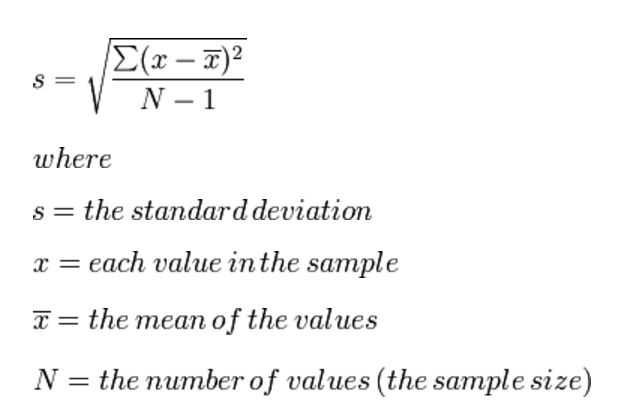 s = √(Σ(x − x̅)² / (N − 1))
where
s = the standard deviation
x = each value in the sample
x̅ = the mean of the values
N = the number of values (the sample size)